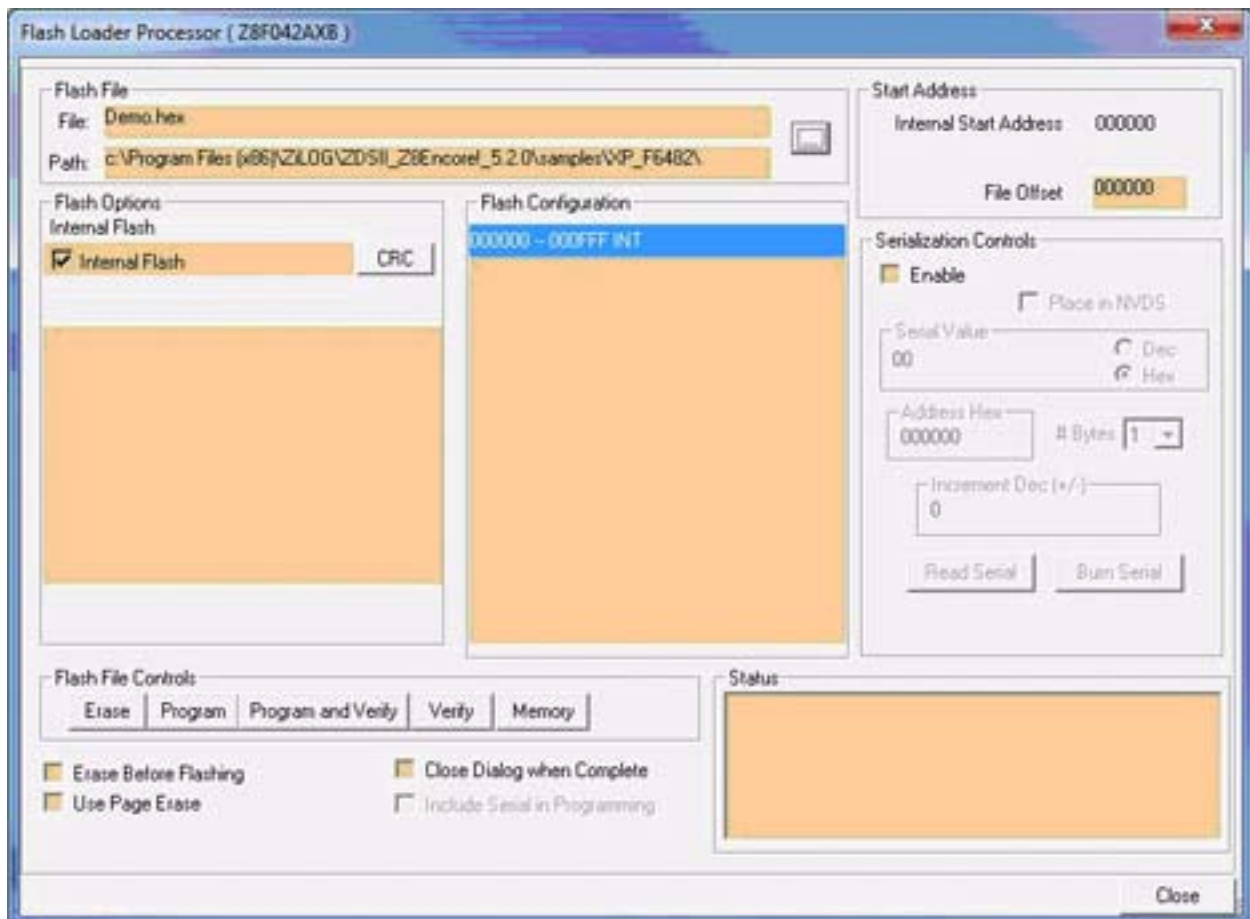 Flash Loader Processor ( Z8F042AXB )
Flash File
File: Demo.hex
Path: c:\Program Files (x86)\ZiLOG\ZDSII_Z8Encore!_5.2.0\samples\XP_F6482\
Start Address
Internal Start Address 000000
File Offset 000000
Flash Options
Internal Flash
Internal Flash
CRC
Flash Configuration
000000 - 000FFF INT
Serialization Controls
Enable
Place in NVDS
Serial Value
00
Dec
Hex
Address Hex
000000
# Bytes 1
Increment Dec (+/-)
0
Read Serial
Burn Serial
Flash File Controls
Erase
Program
Program and Verify
Verify
Memory
Erase Before Flashing
Use Page Erase
Close Dialog when Complete
Include Serial in Programming
Status
Close